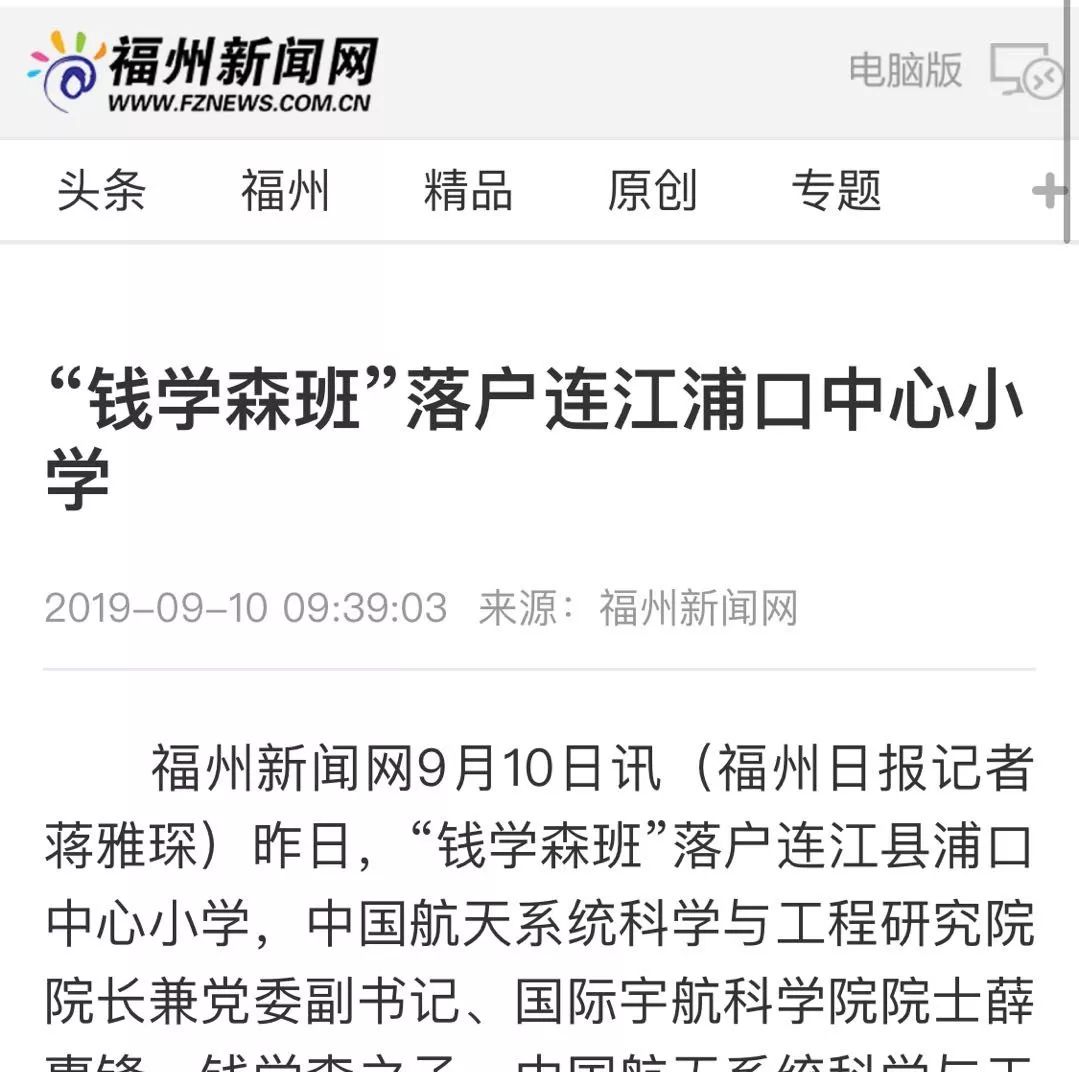 福州新闻网
WWW.FZNEWS.COM.CN
电脑版
头条 福州 精品 原创 专题
“钱学森班”落户连江浦口中心小
学
2019-09-10 09:39:03 来源：福州新闻网
福州新闻网9月10日讯（福州日报记者
蒋雅琛）昨日，“钱学森班”落户连江县浦口
中心小学，中国航天系统科学与工程研究院
院长兼党委副书记、国际宇航科学院院士薛